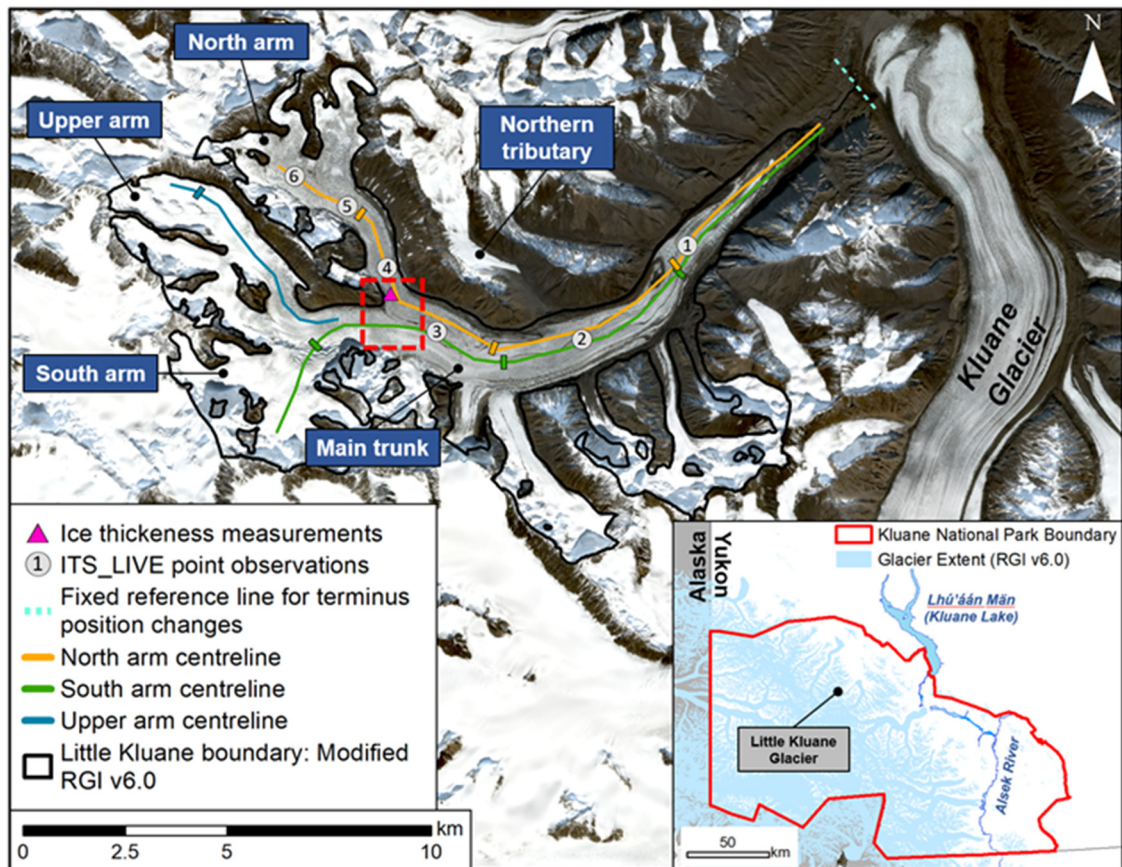 North arm
N
Upper arm
Northern
tributary
6
5
4
1
3
2
South arm
Main trunk
Kluane
Glacier
Ice thickeness measurements
1 ITS_LIVE point observations
Fixed reference line for terminus
position changes
North arm centreline
South arm centreline
Upper arm centreline
Little Kluane boundary: Modified
RGI v6.0
km
0 2.5 5 10
Alaska
Yukon
Kluane National Park Boundary
Glacier Extent (RGI v6.0)
Lhù'ààn Mân
(Kluane Lake)
Little Kluane
Glacier
Alsek River
50
km